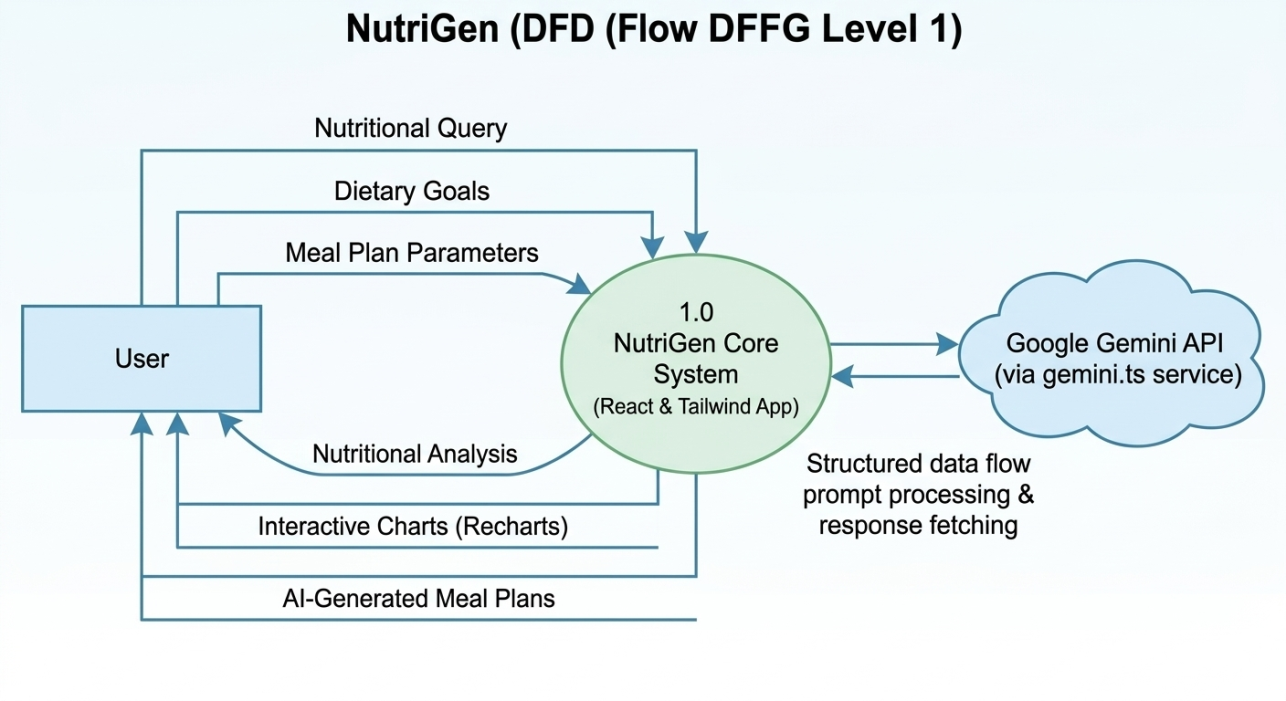 NutriGen (DFD (Flow DFFG Level 1)
Nutritional Query
Dietary Goals
Meal Plan Parameters
User
1.0
NutriGen Core
System
(React & Tailwind App)
Google Gemini API
(via gemini.ts service)
Nutritional Analysis
Structured data flow
prompt processing &
response fetching
Interactive Charts (Recharts)
AI-Generated Meal Plans